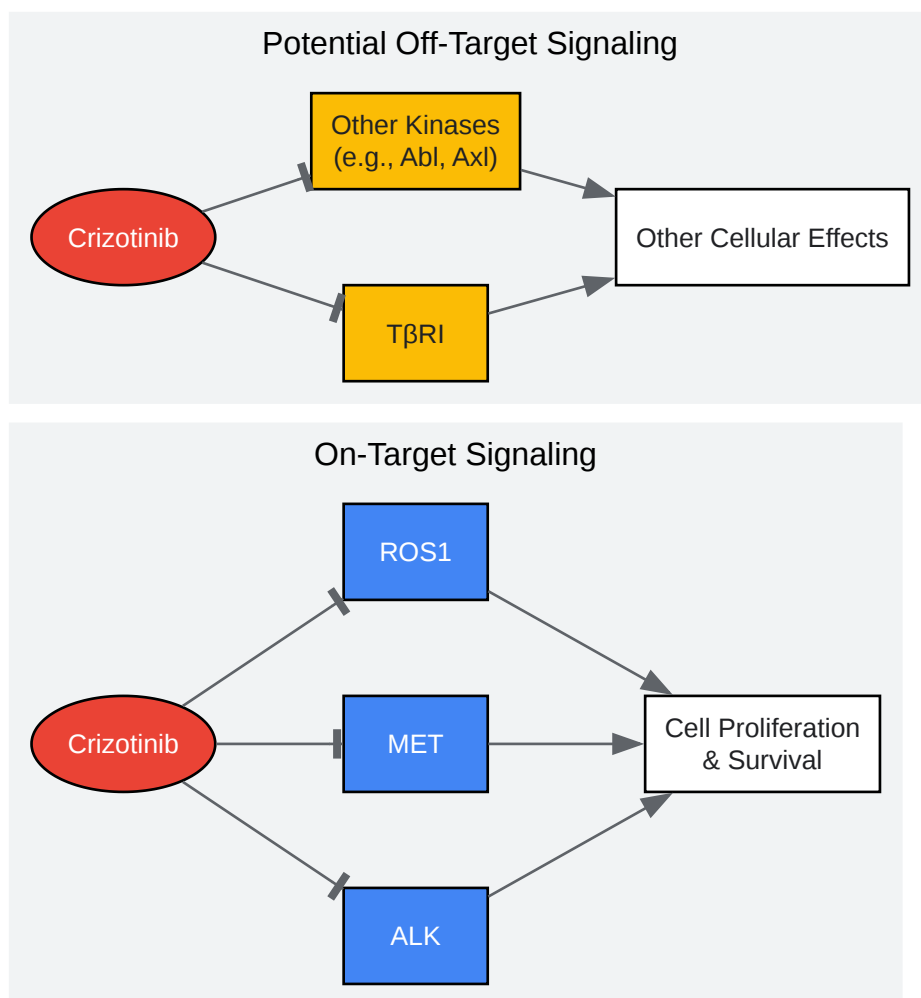 Potential Off-Target Signaling
Other Kinases
(e.g., Abl, Axl)
Crizotinib
Other Cellular Effects
TβRI
On-Target Signaling
ROS1
Crizotinib
MET
Cell Proliferation
& Survival
ALK